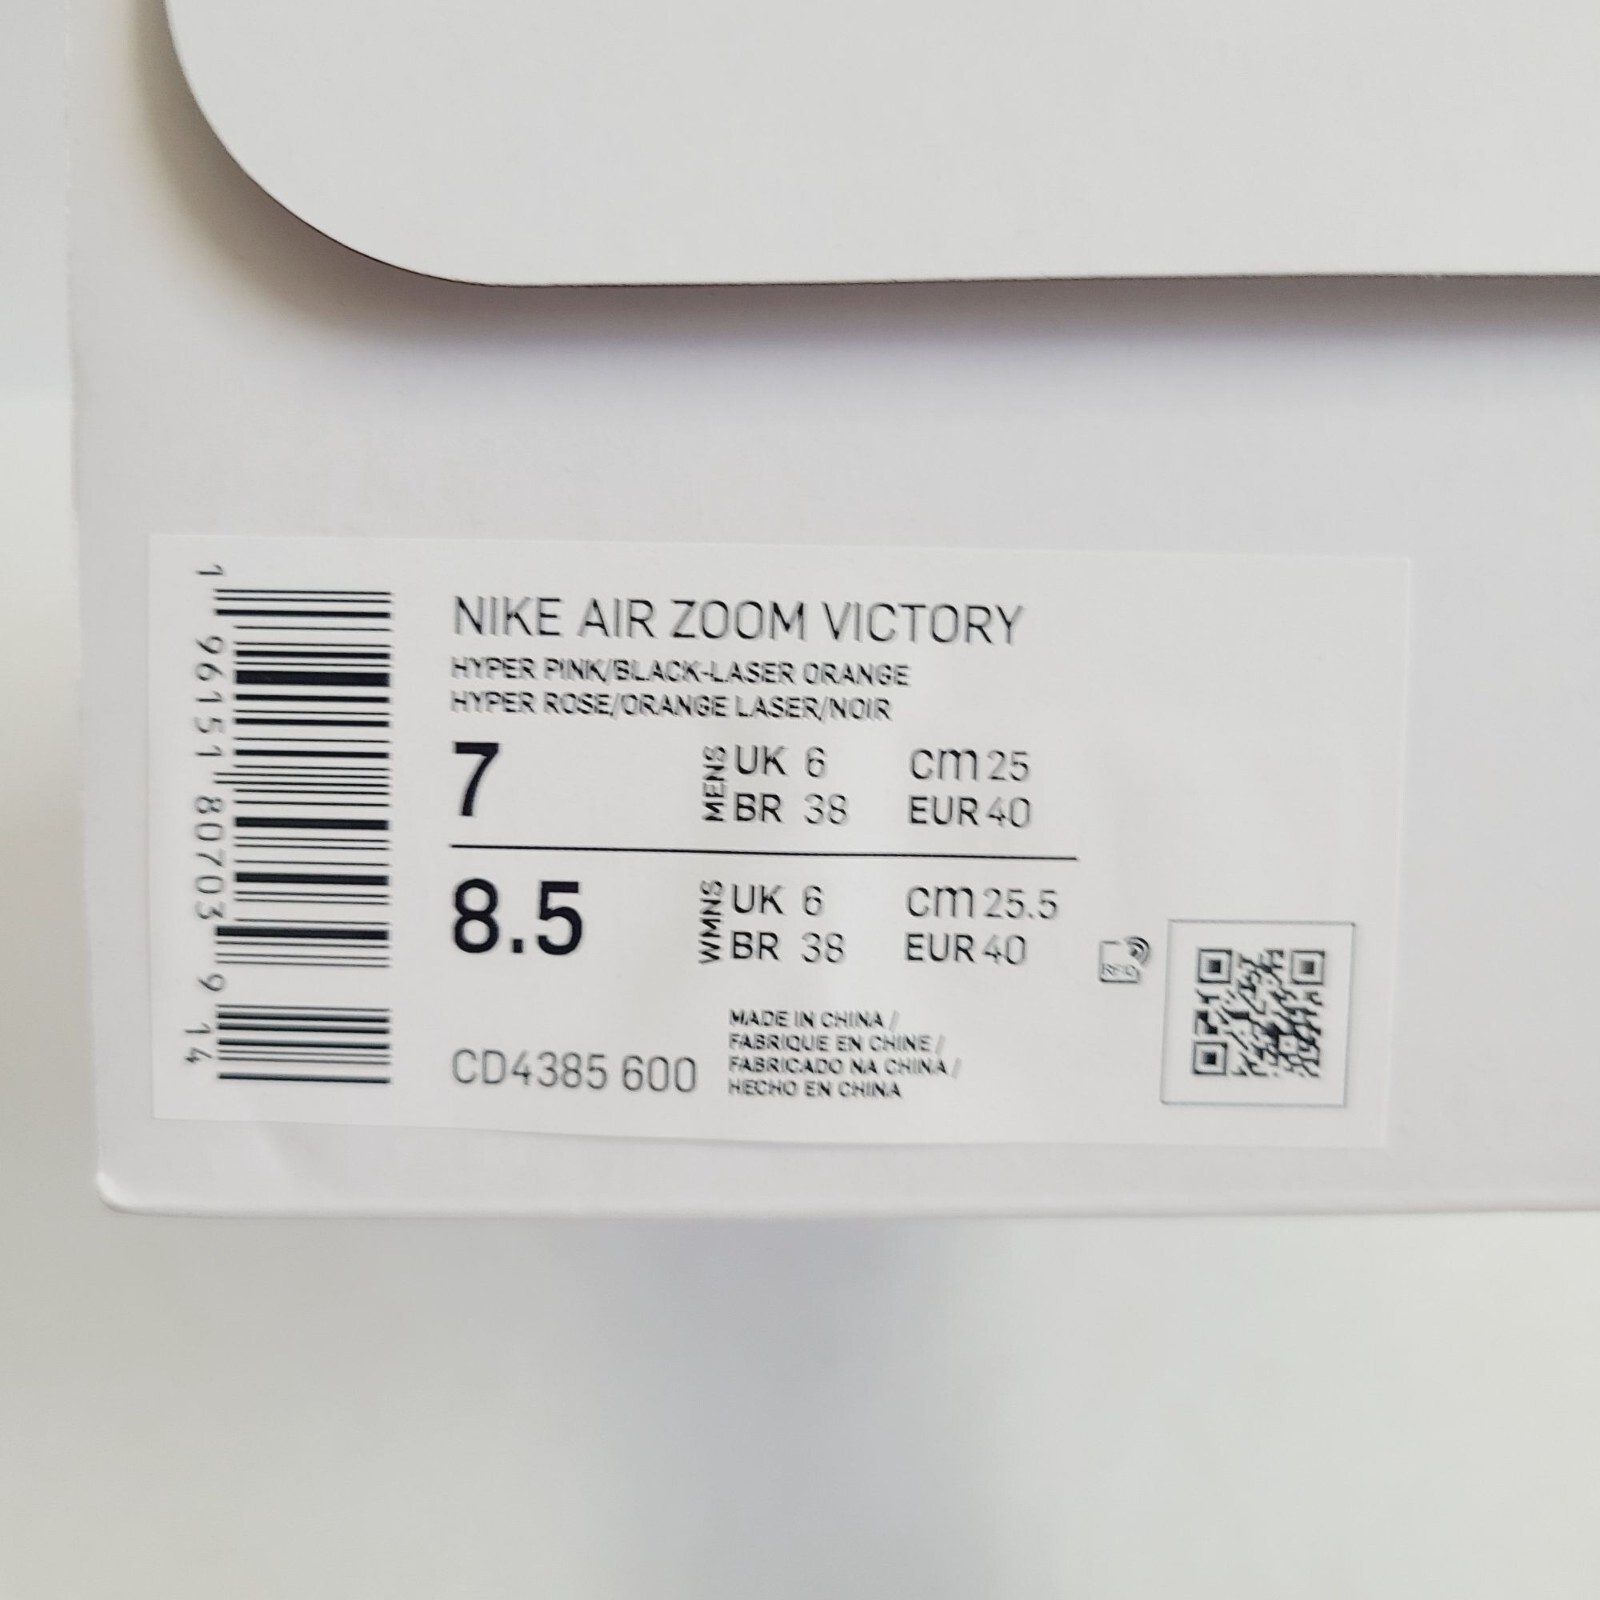 NIKE AIR ZOOM VICTORY
HYPER PINK/BLACK-LASER ORANGE
HYPER ROSE/ORANGE LASER/NOIR
7
MENS
UK 6 cm 25
BR 38 EUR 40
8.5
WMNS
UK 6 cm 25.5
BR 38 EUR 40
RFID
CD4385 600
MADE IN CHINA /
FABRIQUE EN CHINE /
FABRICADO NA CHINA /
HECHO EN CHINA
1 96151 80703 9 14